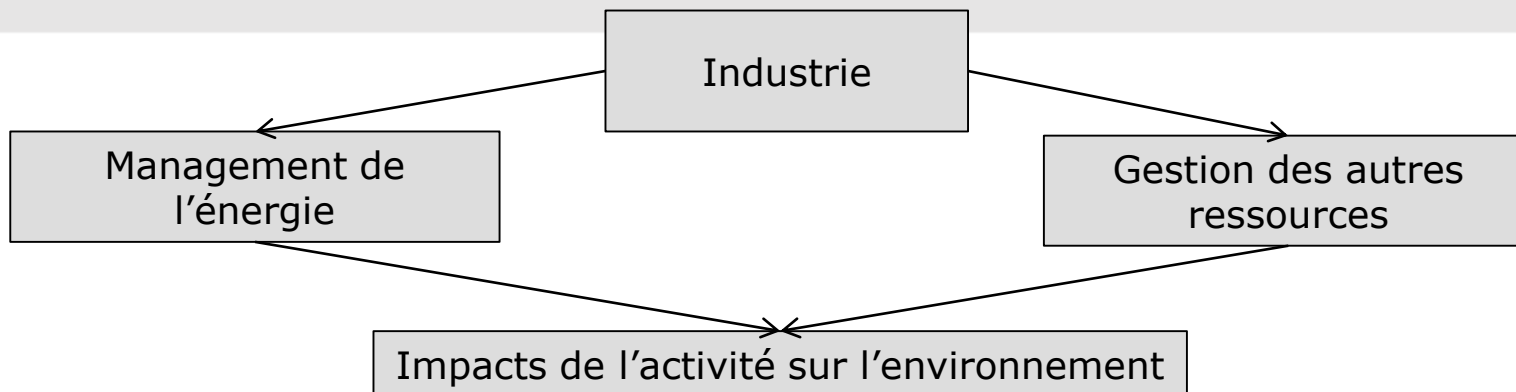 Industrie
Management de
l’énergie
Gestion des autres
ressources
Impacts de l’activité sur l’environnement